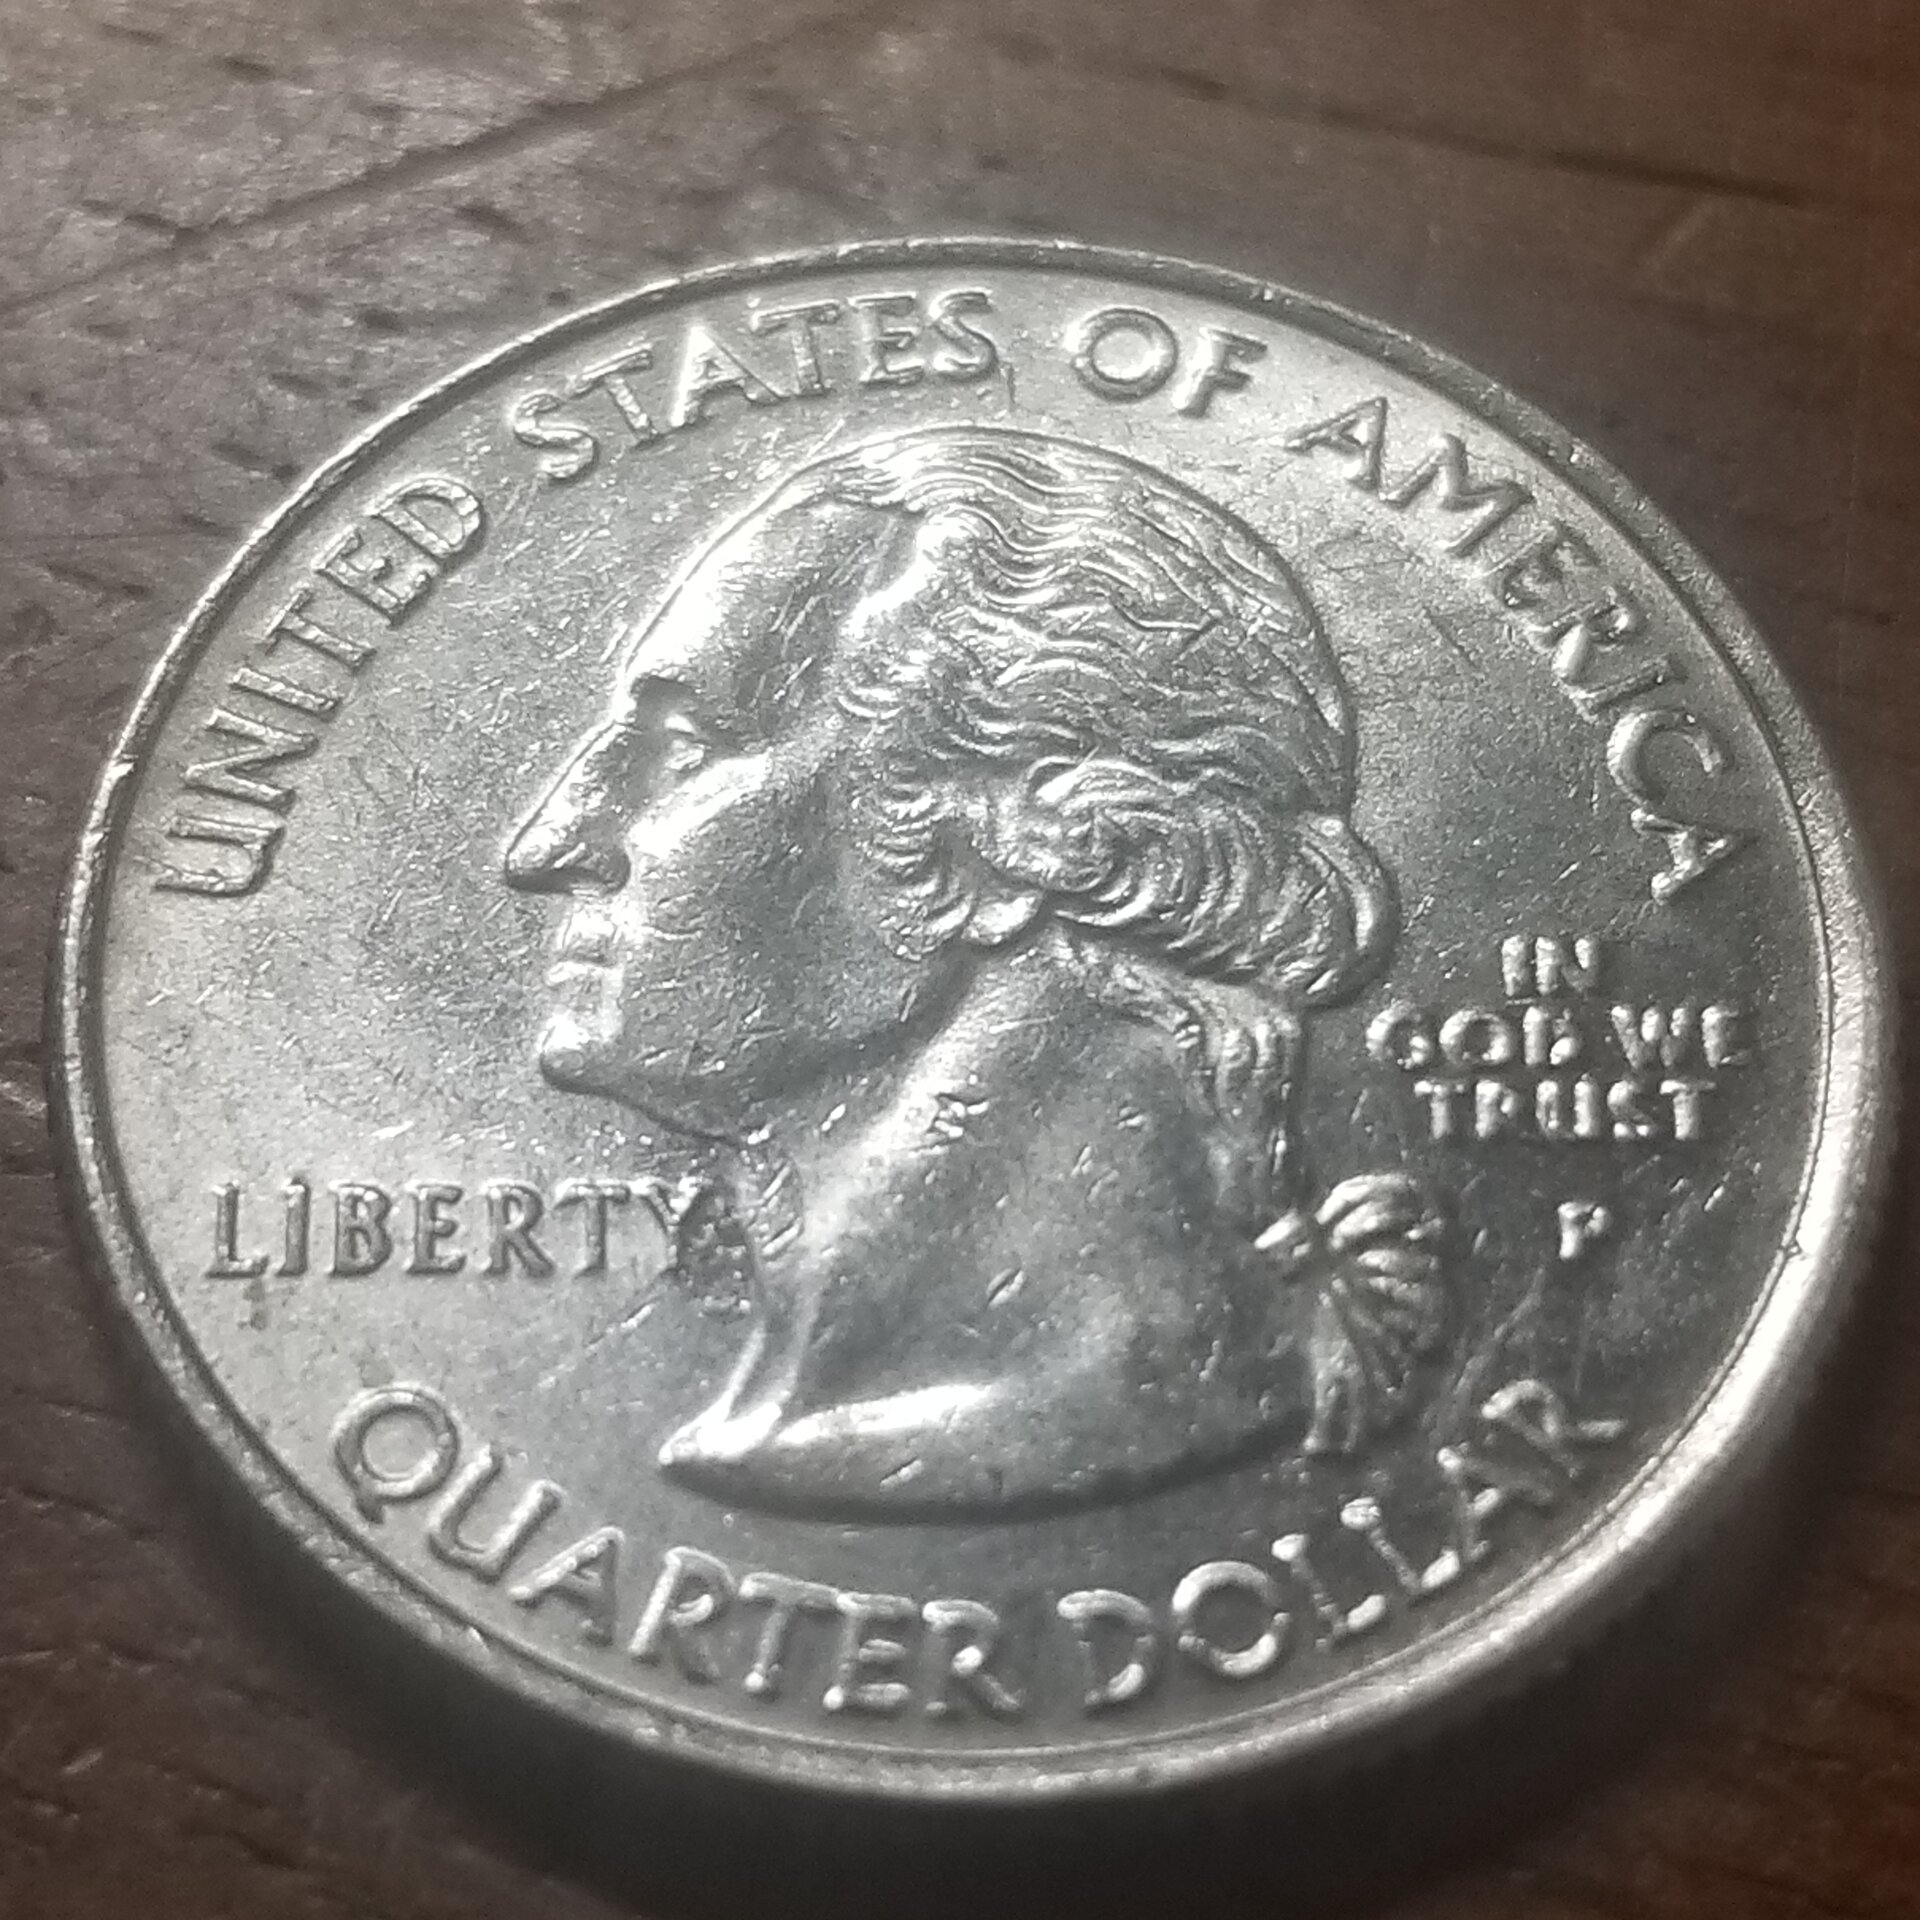 UNITED STATES OF AMERICA
IN
GOD WE
TRUST
LIBERTY
P
QUARTER DOLLAR